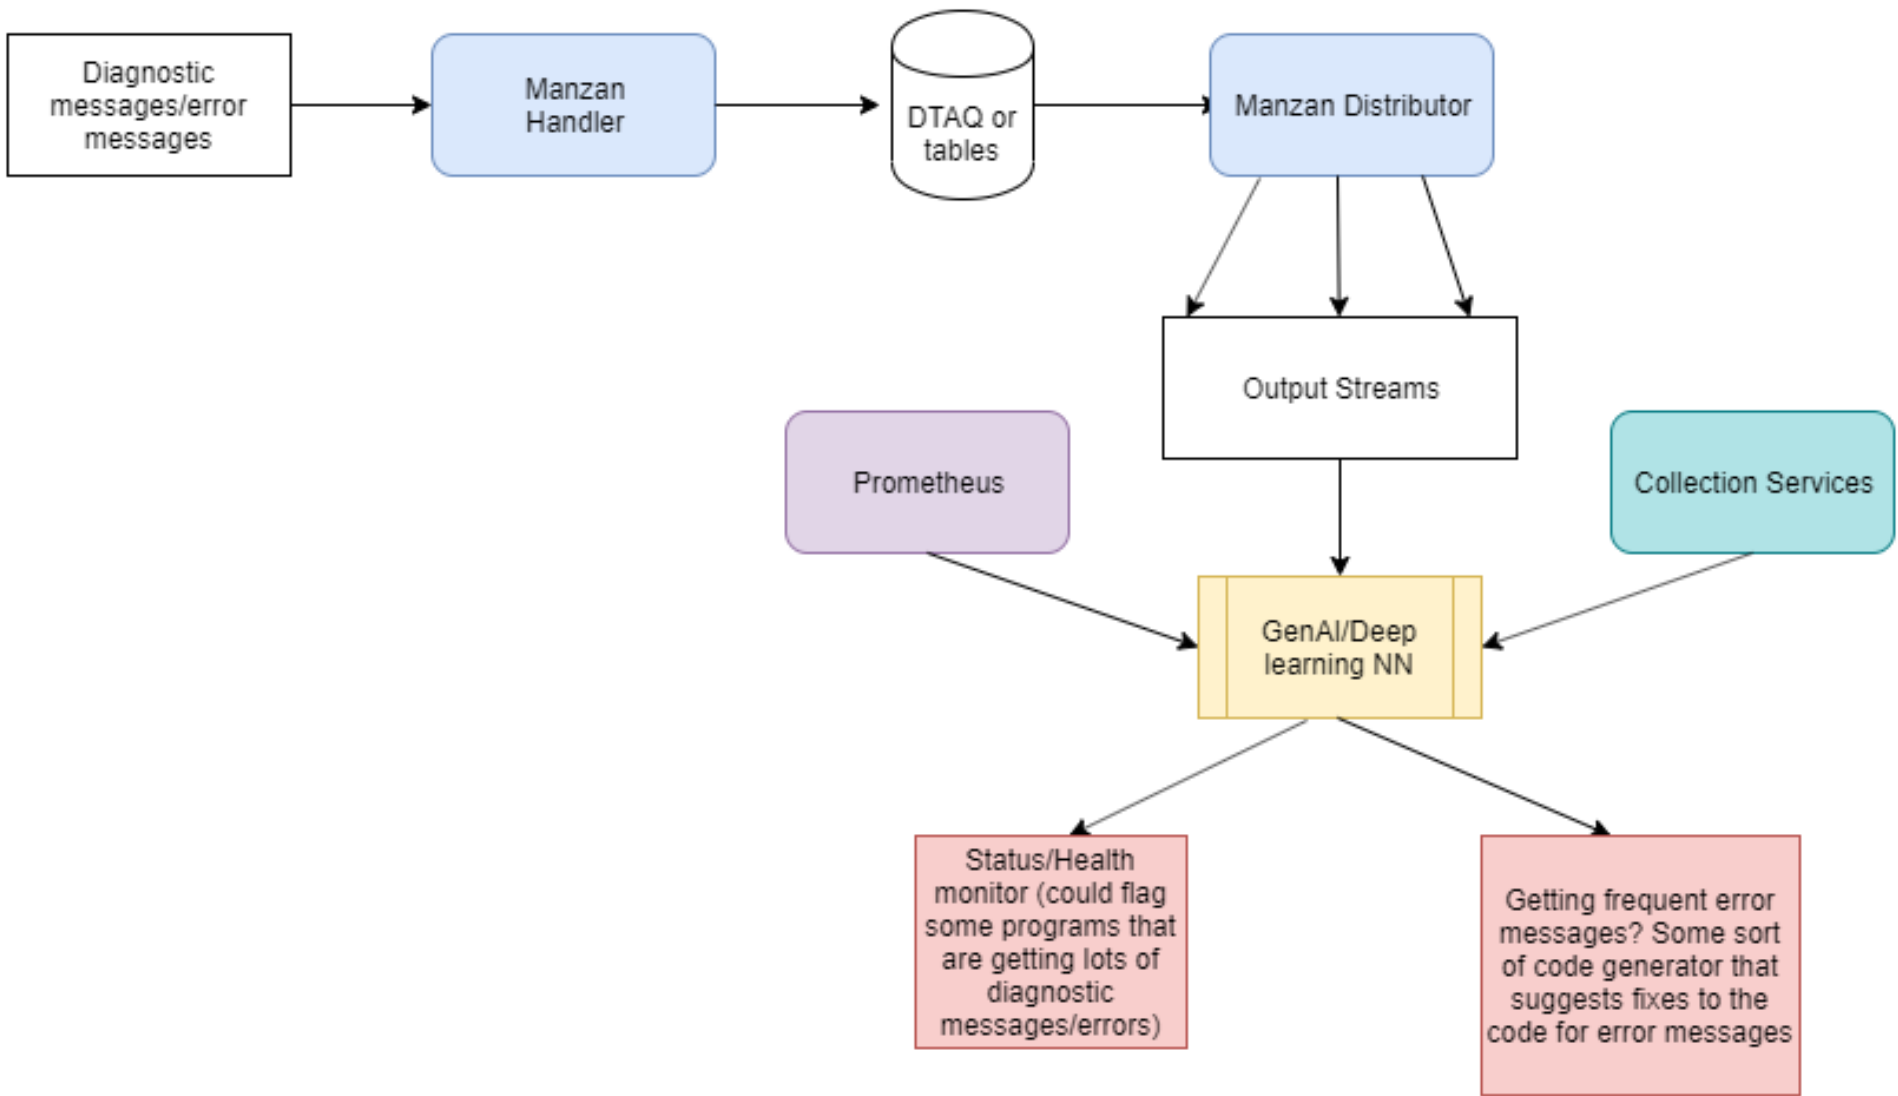 Diagnostic
messages/error
messages
Manzan
Handler
DTAQ or
tables
Manzan Distributor
Output Streams
Prometheus
Collection Services
GenAI/Deep
learning NN
Status/Health
monitor (could flag
some programs that
are getting lots of
diagnostic
messages/errors)
Getting frequent error
messages? Some sort
of code generator that
suggests fixes to the
code for error messages